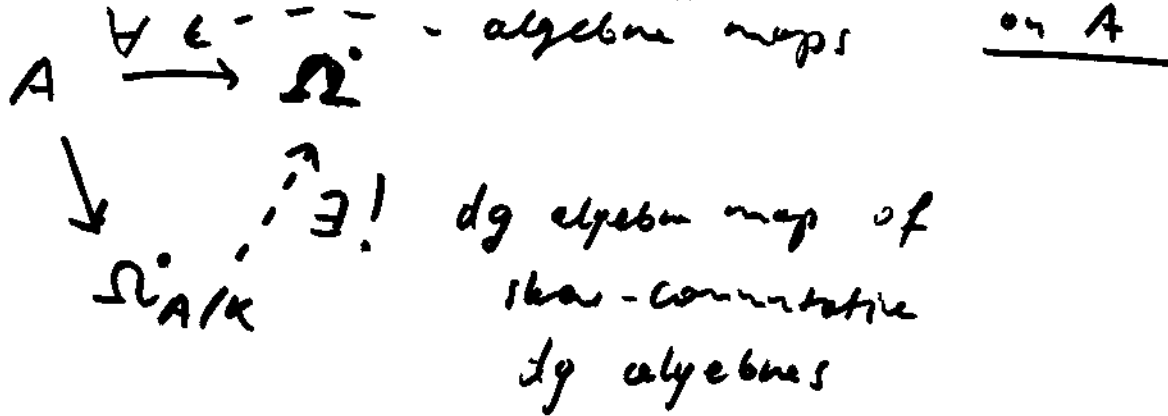 ∀ ϵ - - - - algebra maps on A
A → Ω^•
∃! dg algebra map of
Ω^•_{A/K} skew-commutative
dg algebras